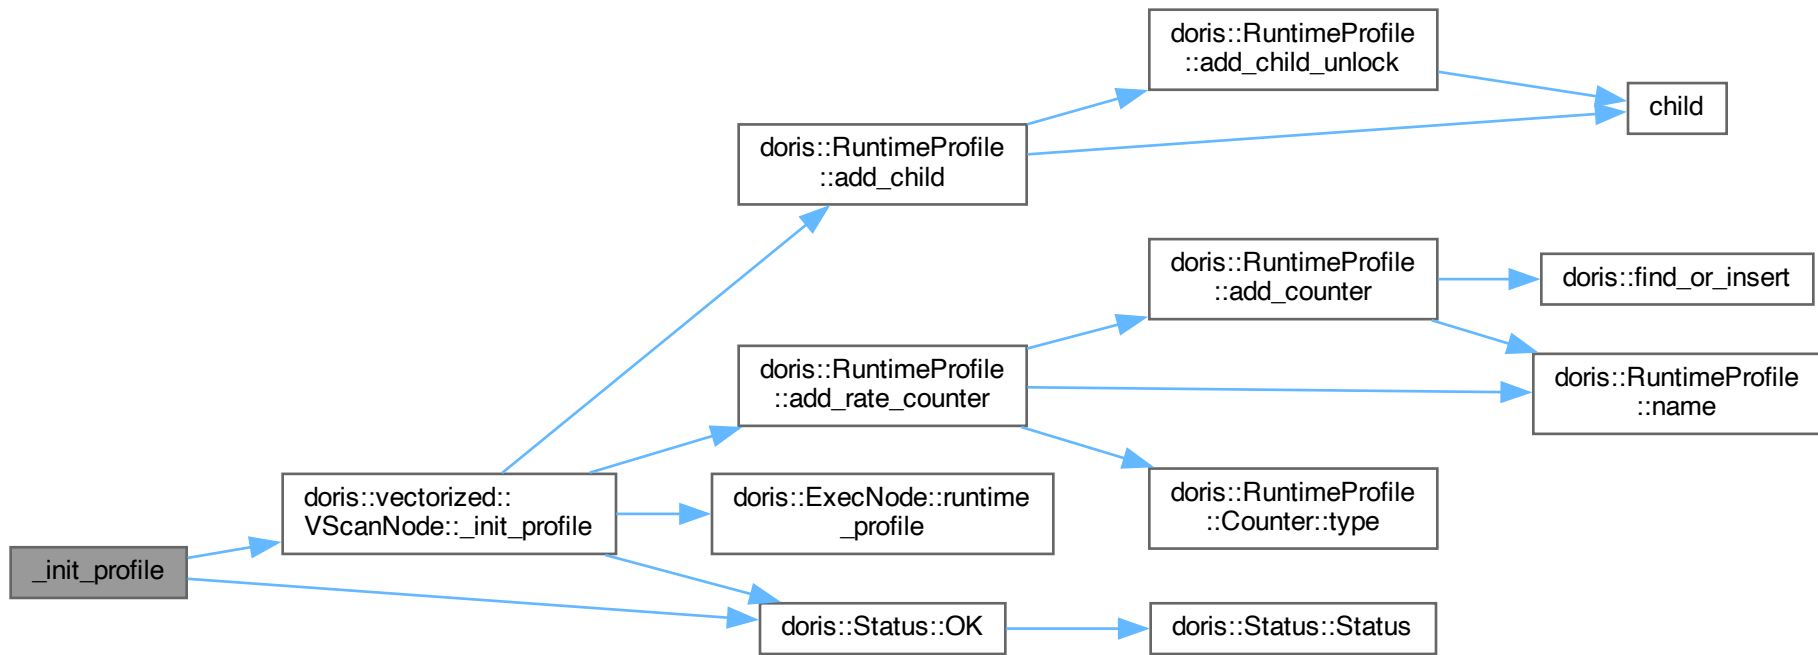 doris::RuntimeProfile
::add_child_unlock
child
doris::RuntimeProfile
::add_child
doris::RuntimeProfile
::add_counter
doris::find_or_insert
doris::RuntimeProfile
::add_rate_counter
doris::RuntimeProfile
::name
doris::vectorized::
VScanNode::_init_profile
doris::ExecNode::runtime
_profile
doris::RuntimeProfile
::Counter::type
_init_profile
doris::Status::OK
doris::Status::Status